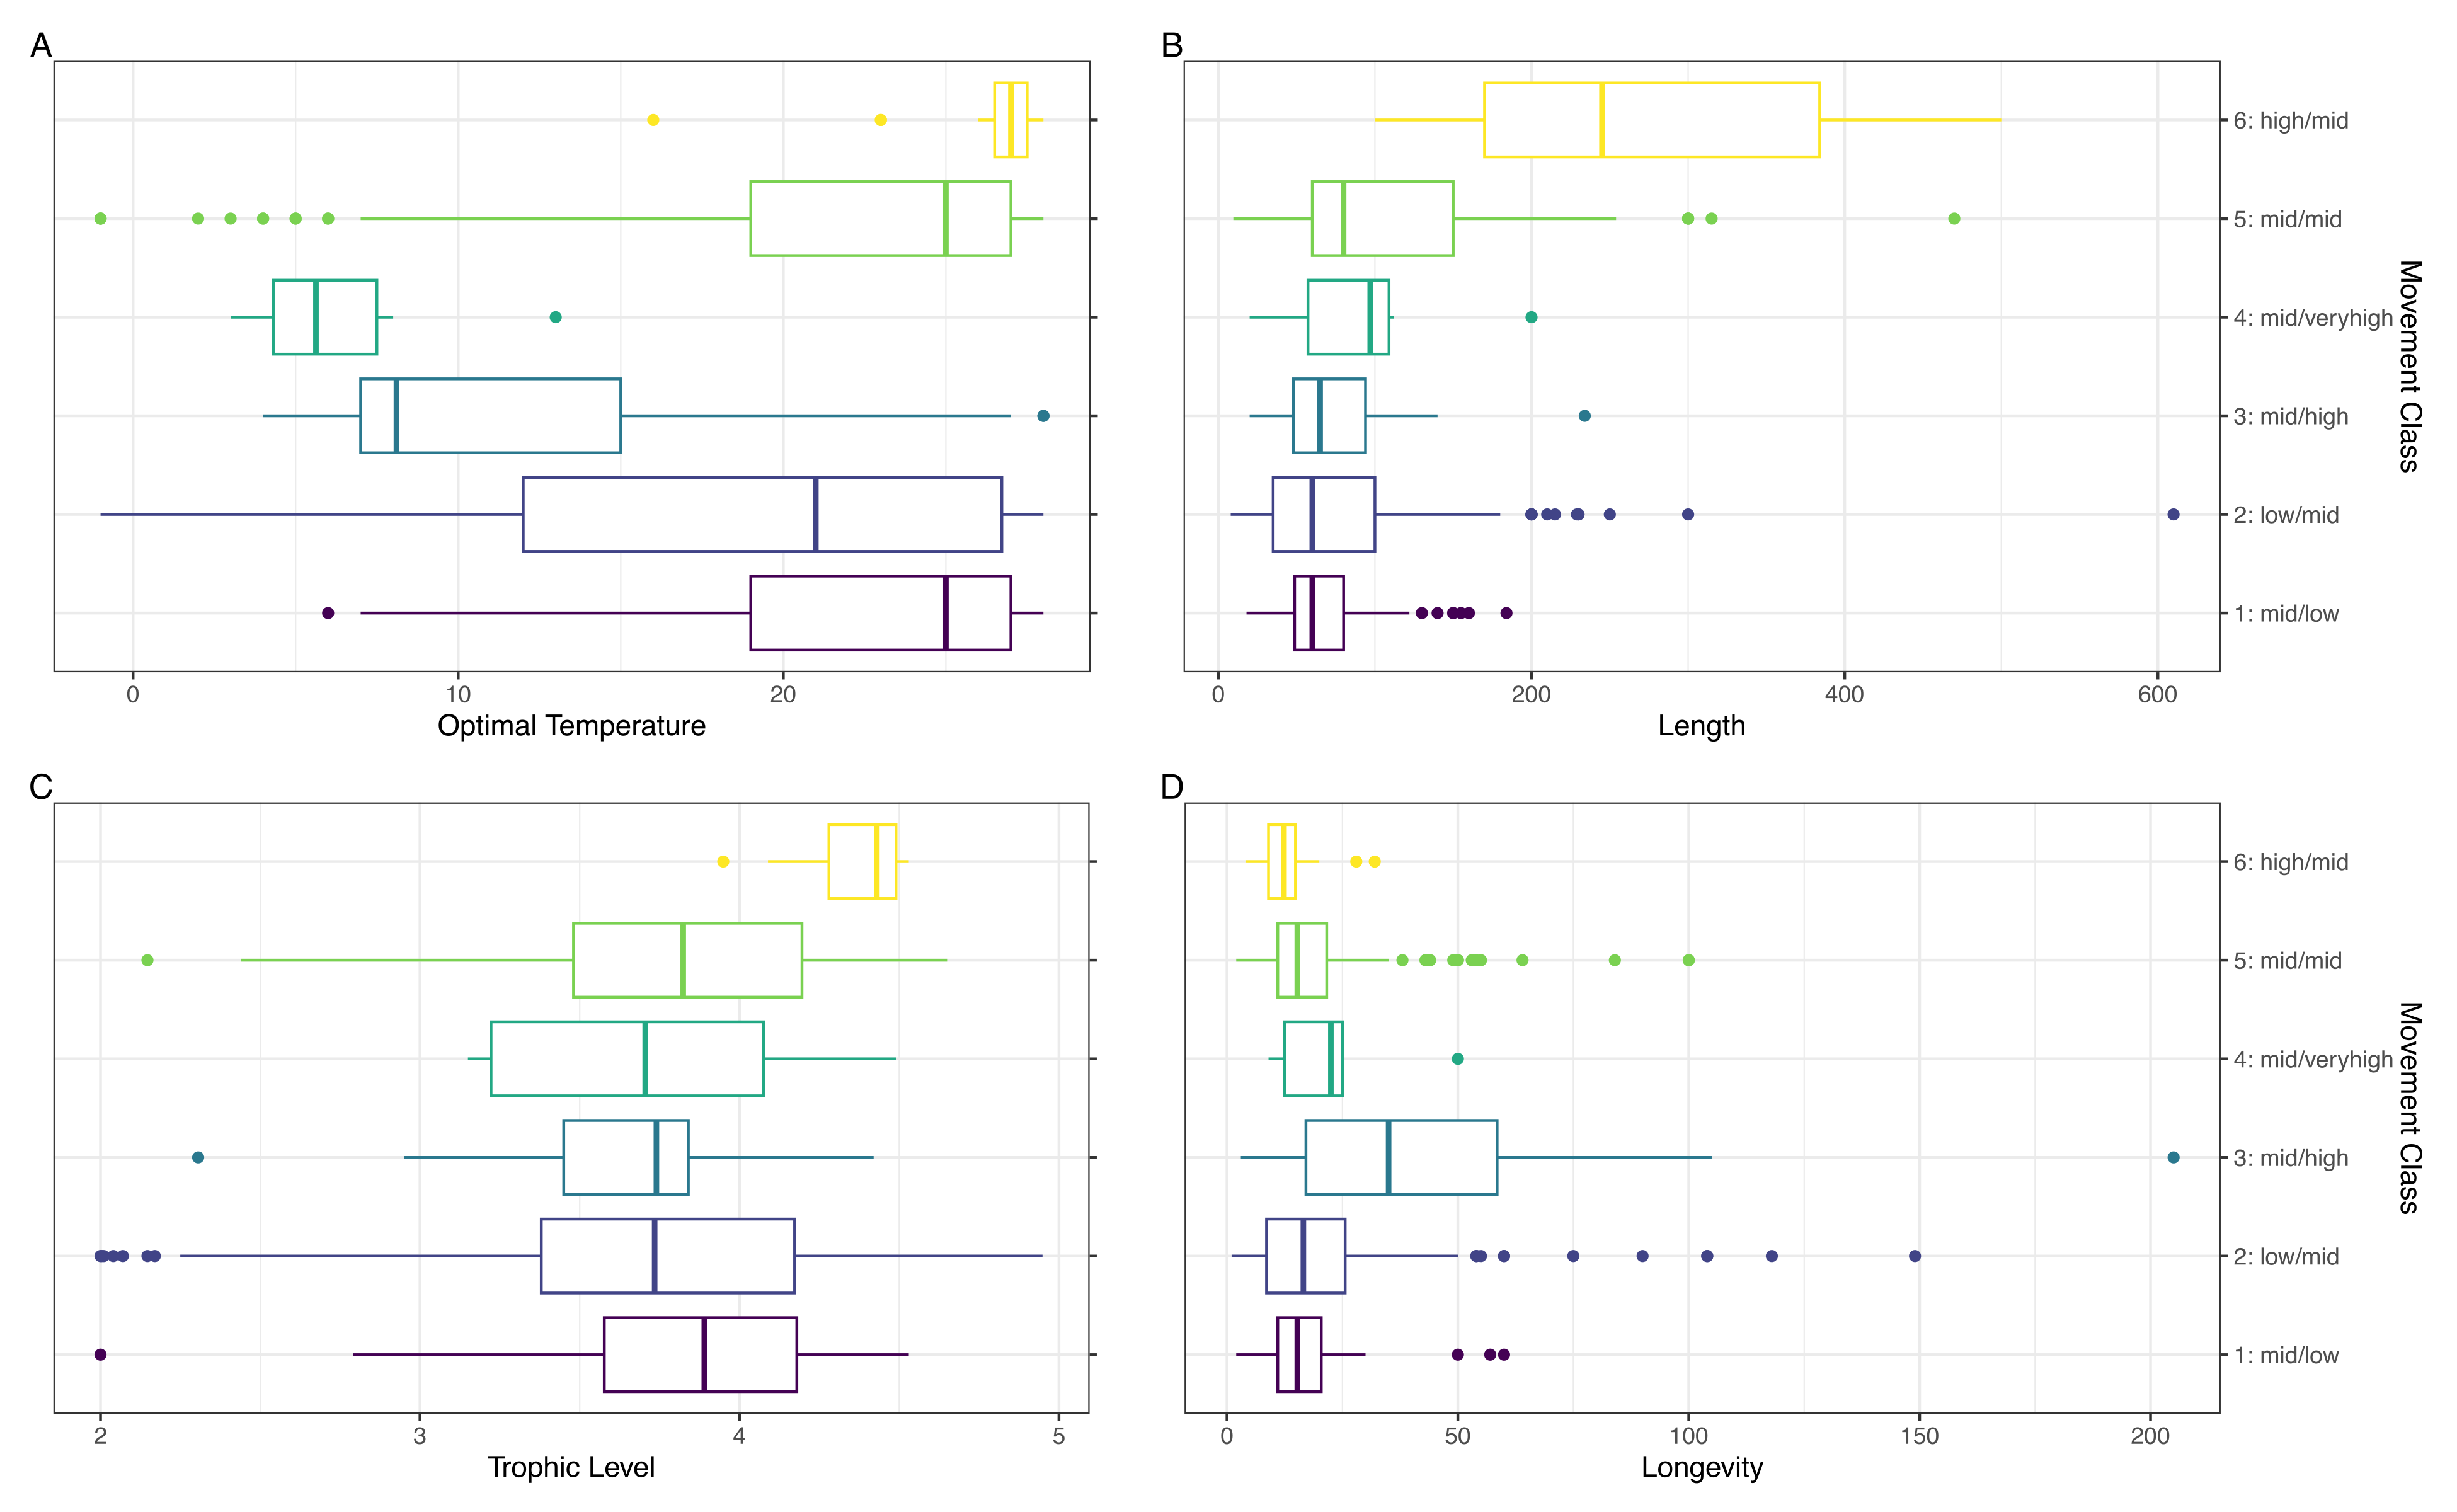 A
B
6: high/mid
5: mid/mid
4: mid/veryhigh
3: mid/high
2: low/mid
1: mid/low
Movement Class
0 10 20
Optimal Temperature
0 200 400 600
Length
C
D
6: high/mid
5: mid/mid
4: mid/veryhigh
3: mid/high
2: low/mid
1: mid/low
Movement Class
2 3 4 5
Trophic Level
0 50 100 150 200
Longevity